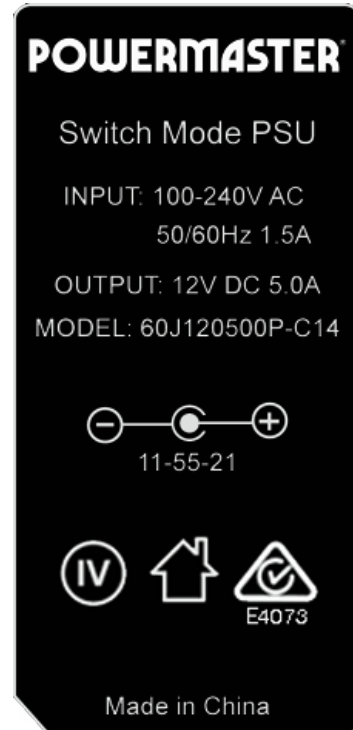 POWERMASTER
Switch Mode PSU
INPUT: 100-240V AC
50/60Hz 1.5A
OUTPUT: 12V DC 5.0A
MODEL: 60J120500P-C14
11-55-21
IV
E4073
Made in China